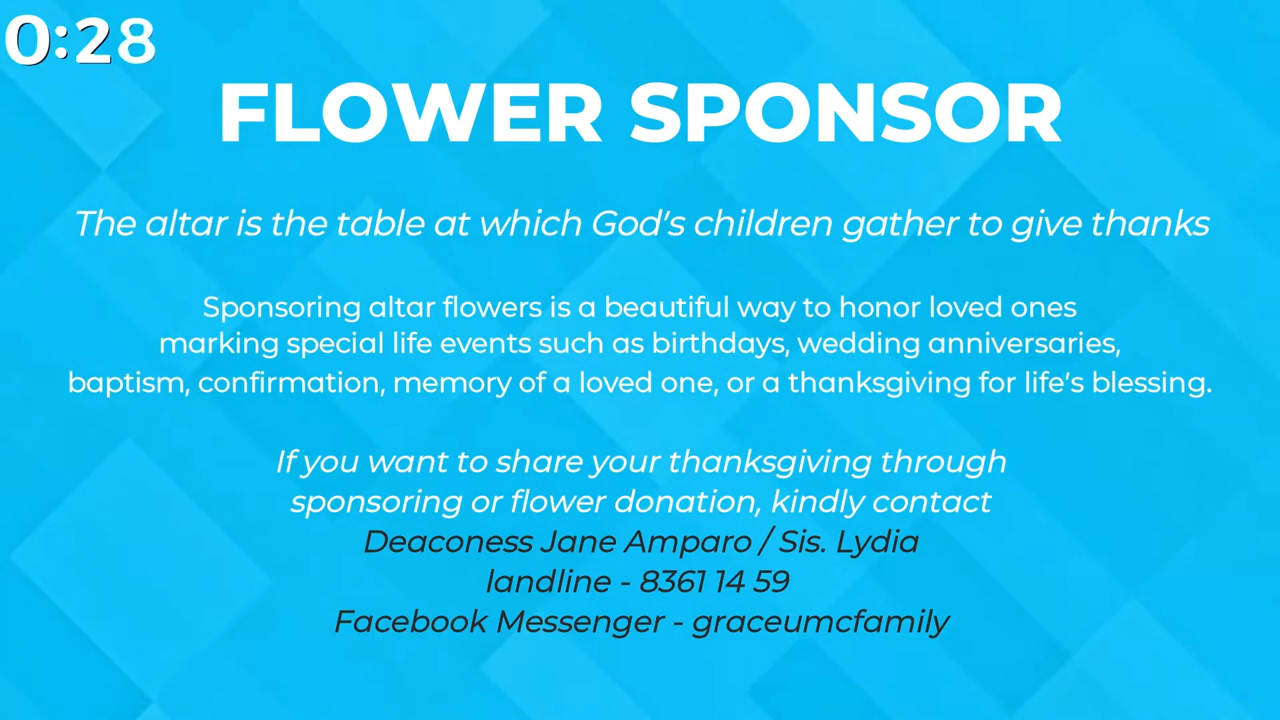 0:28
FLOWER SPONSOR
The altar is the table at which God's children gather to give thanks
Sponsoring altar flowers is a beautiful way to honor loved ones
marking special life events such as birthdays, wedding anniversaries,
baptism, confirmation, memory of a loved one, or a thanksgiving for life's blessing.
If you want to share your thanksgiving through
sponsoring or flower donation, kindly contact
Deaconess Jane Amparo / Sis. Lydia
landline - 8361 14 59
Facebook Messenger - graceumcfamily